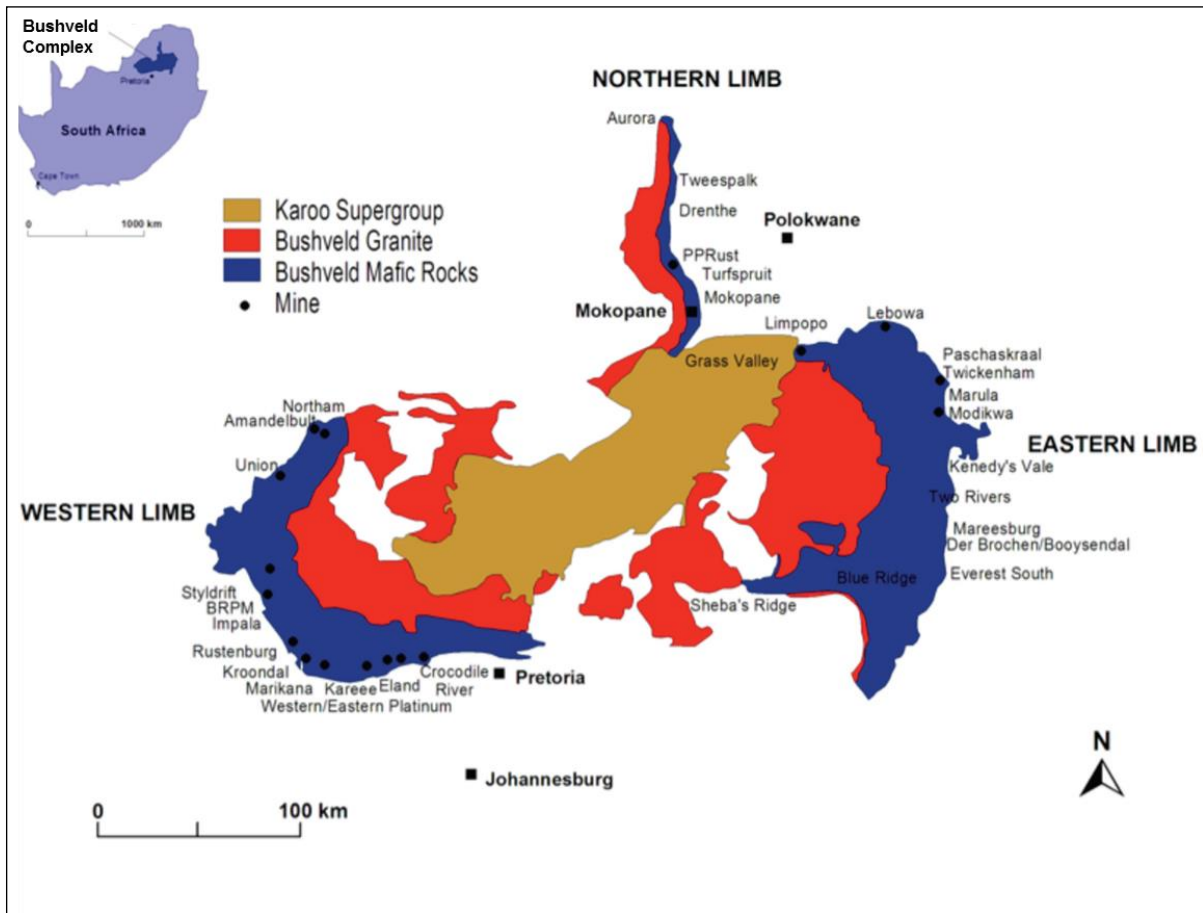 Bushveld
Complex
Pretoria
South Africa
Cape Town
0 1000 km
NORTHERN LIMB
Aurora
Karoo Supergroup
Bushveld Granite
Bushveld Mafic Rocks
Mine
Tweespalk
Drenthe
Polokwane
PPRust
Turfspruit
Mokopane
Mokopane
Limpopo
Lebowa
Grass Valley
Paschaskraal
Twickenham
Marula
Modikwa
EASTERN LIMB
Kenedy's Vale
Two Rivers
Mareesburg
Der Brochen/Booysendal
Everest South
Blue Ridge
Sheba's Ridge
Northam
Amandelbult
Union
WESTERN LIMB
Styldrift
BRPM
Impala
Rustenburg
Kroondal
Marikana
Kareee
Eland
Crocodile
River
Western/Eastern Platinum
Pretoria
Johannesburg
N
0 100 km